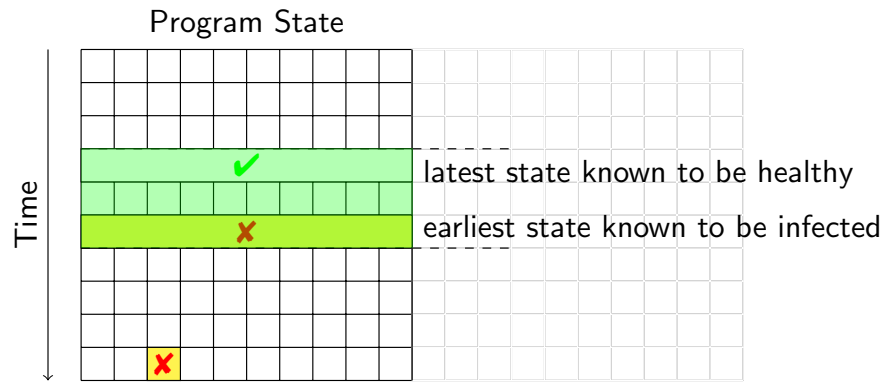 Program State
✔
latest state known to be healthy
Time
✘
earliest state known to be infected
✘